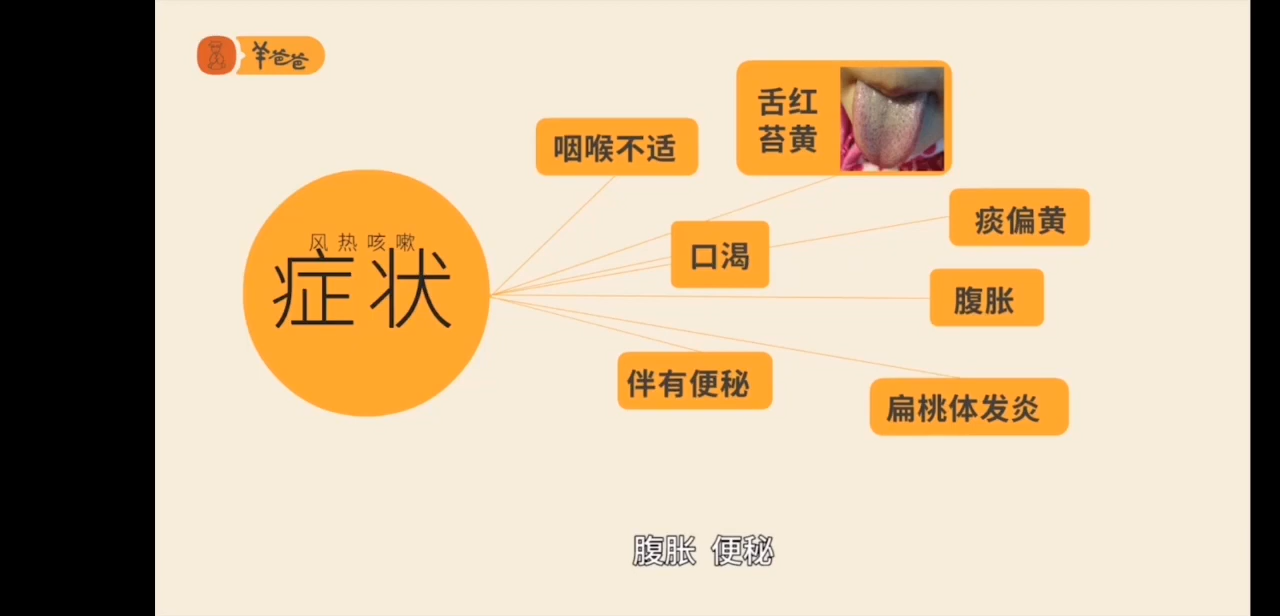 羊爸爸
风热咳嗽
症状
咽喉不适
舌红
苔黄
痰偏黄
口渴
腹胀
伴有便秘
扁桃体发炎
腹胀 便秘